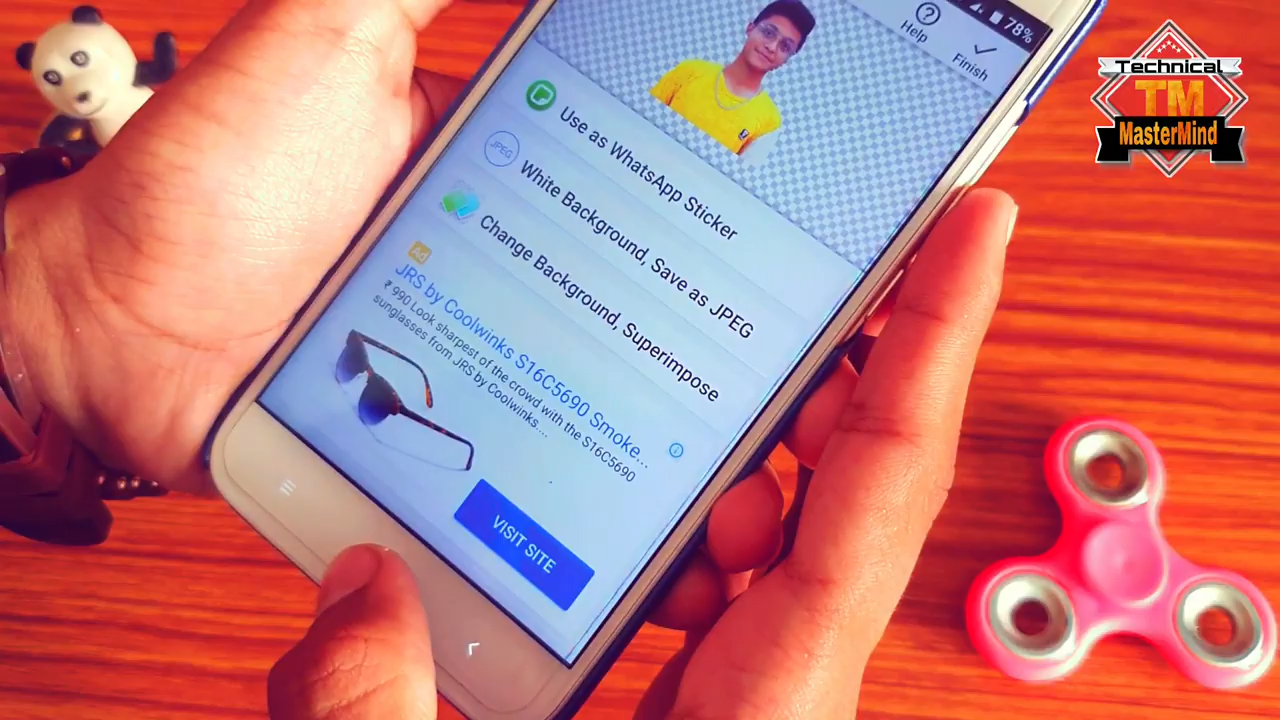 78%
Help
Finish
Use as WhatsApp Sticker
JPEG
White Background, Save as JPEG
Change Background, Superimpose
Ad
JRS by Coolwinks S16C5690 Smoke...
₹ 990 Look sharpest of the crowd with the S16C5690
sunglasses from JRS by Coolwinks....
VISIT SITE
Technical
TM
MasterMind